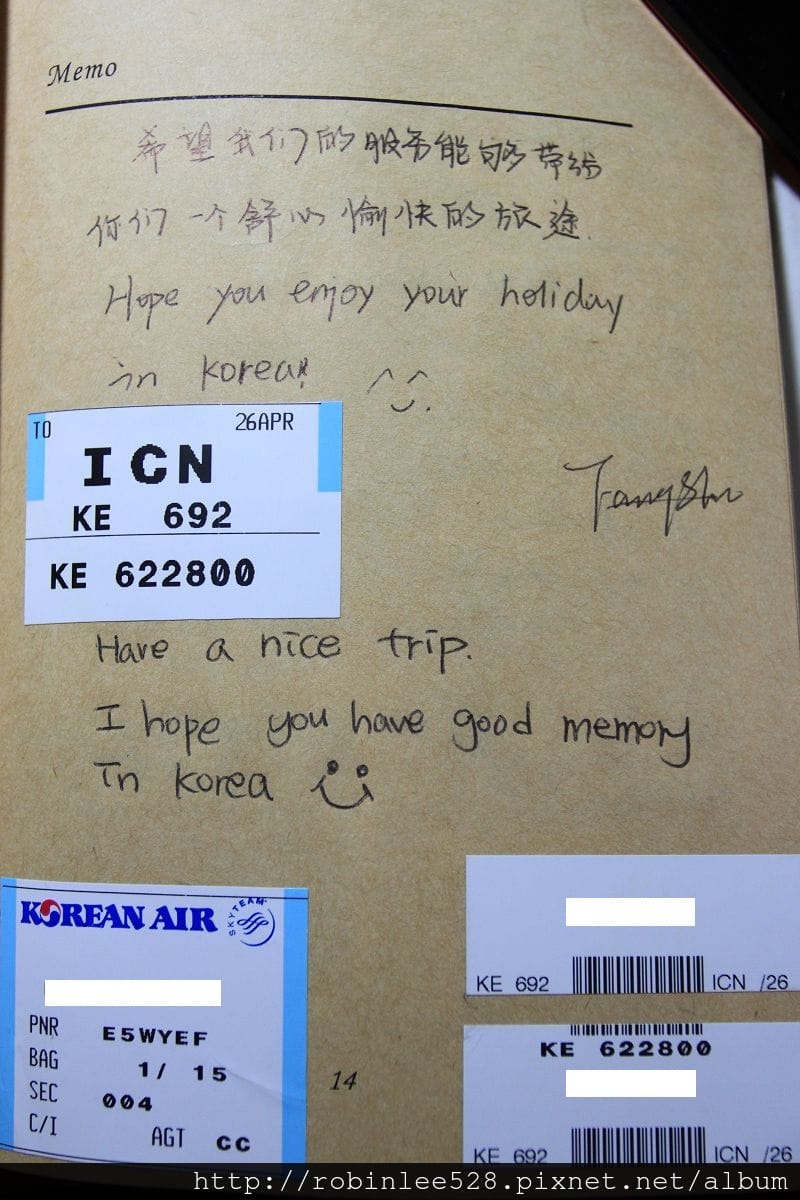 Memo
希望我们的服务能够带给
你们一个舒心愉快的旅途.
Hope you enjoy your holiday
in Korea!
TO 26APR
ICN
KE 692
KE 622800
Have a nice trip.
I hope you have good memory
In korea
KOREAN AIR SKYTEAM
PNR E5WYEF
BAG 1/ 15
SEC 004
C/I AGT CC
14
KE 692 ICN /26
KE 622800
KE 692 ICN /26
http://robinlee528.pixnet.net/album